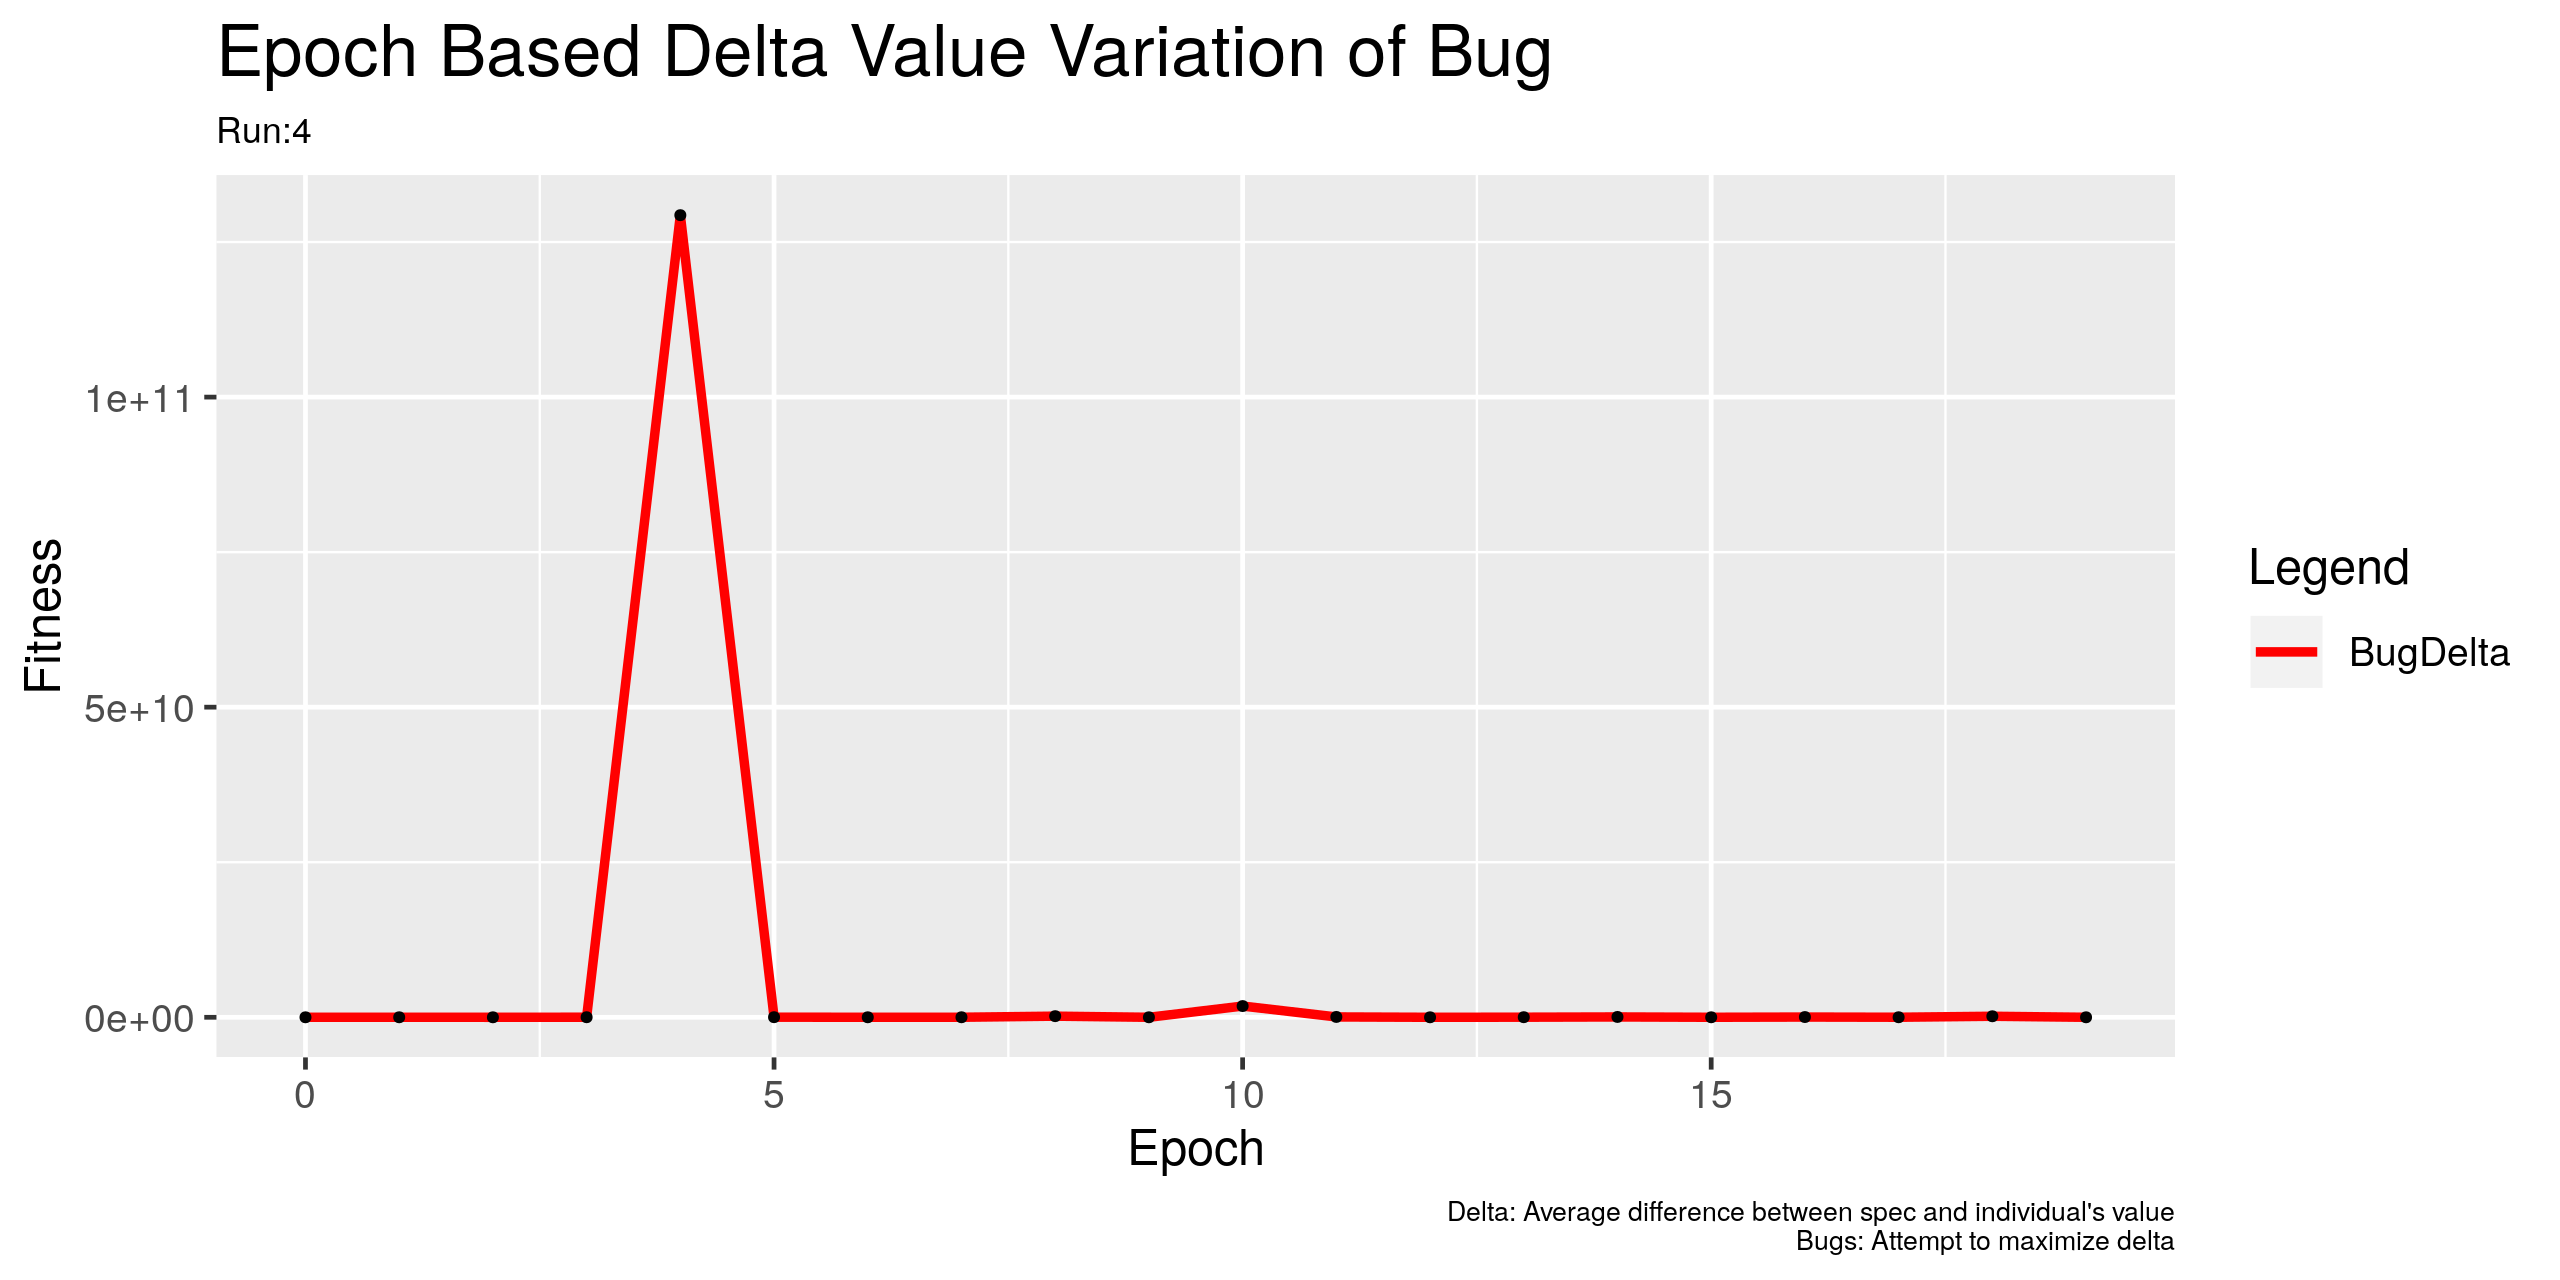 Epoch Based Delta Value Variation of Bug
Run:4
1e+11
5e+10
0e+00
Fitness
0 5 10 15
Epoch
Legend
BugDelta
Delta: Average difference between spec and individual's value
Bugs: Attempt to maximize delta